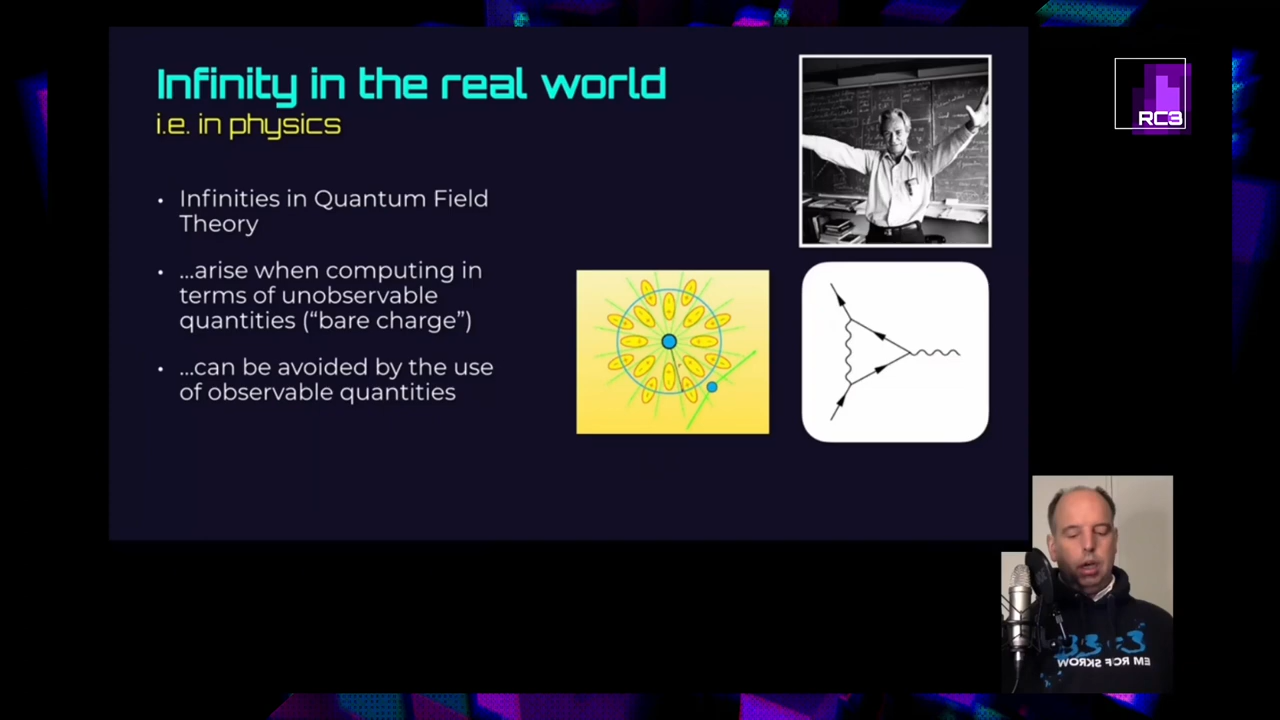 Infinity in the real world
i.e. in physics
• Infinities in Quantum Field
Theory
• ...arise when computing in
terms of unobservable
quantities (“bare charge”)
• ...can be avoided by the use
of observable quantities
RC3